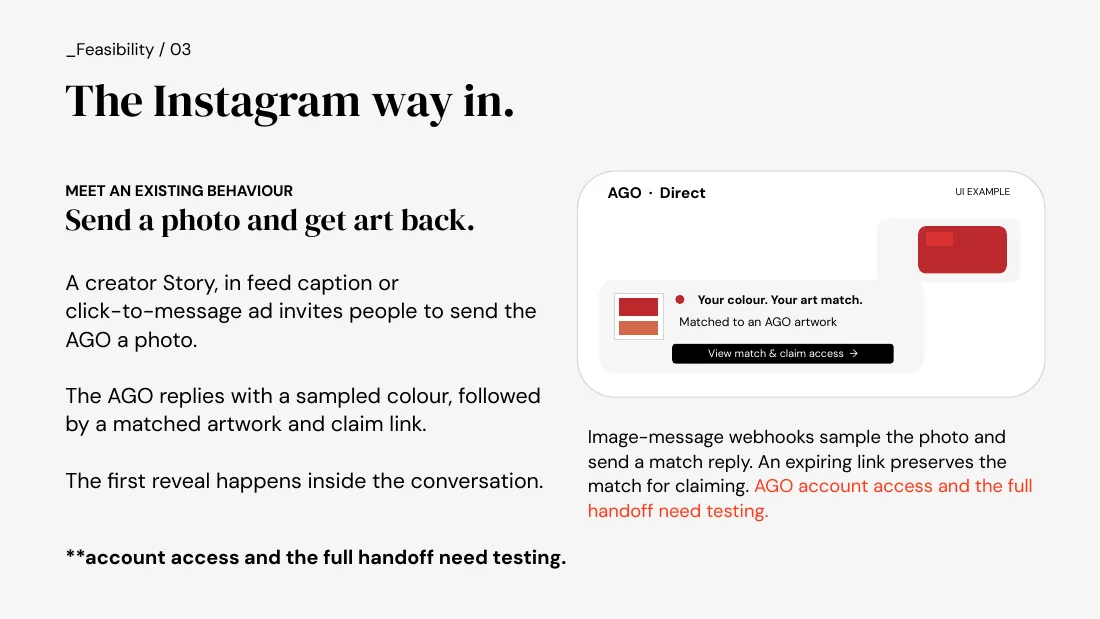 _Feasibility / 03
The Instagram way in.
MEET AN EXISTING BEHAVIOUR
Send a photo and get art back.
A creator Story, in feed caption or
click-to-message ad invites people to send the
AGO a photo.
The AGO replies with a sampled colour, followed
by a matched artwork and claim link.
The first reveal happens inside the conversation.
**account access and the full handoff need testing.
AGO · Direct
UI EXAMPLE
Your colour. Your art match.
Matched to an AGO artwork
View match & claim access →
Image-message webhooks sample the photo and
send a match reply. An expiring link preserves the
match for claiming. AGO account access and the full
handoff need testing.